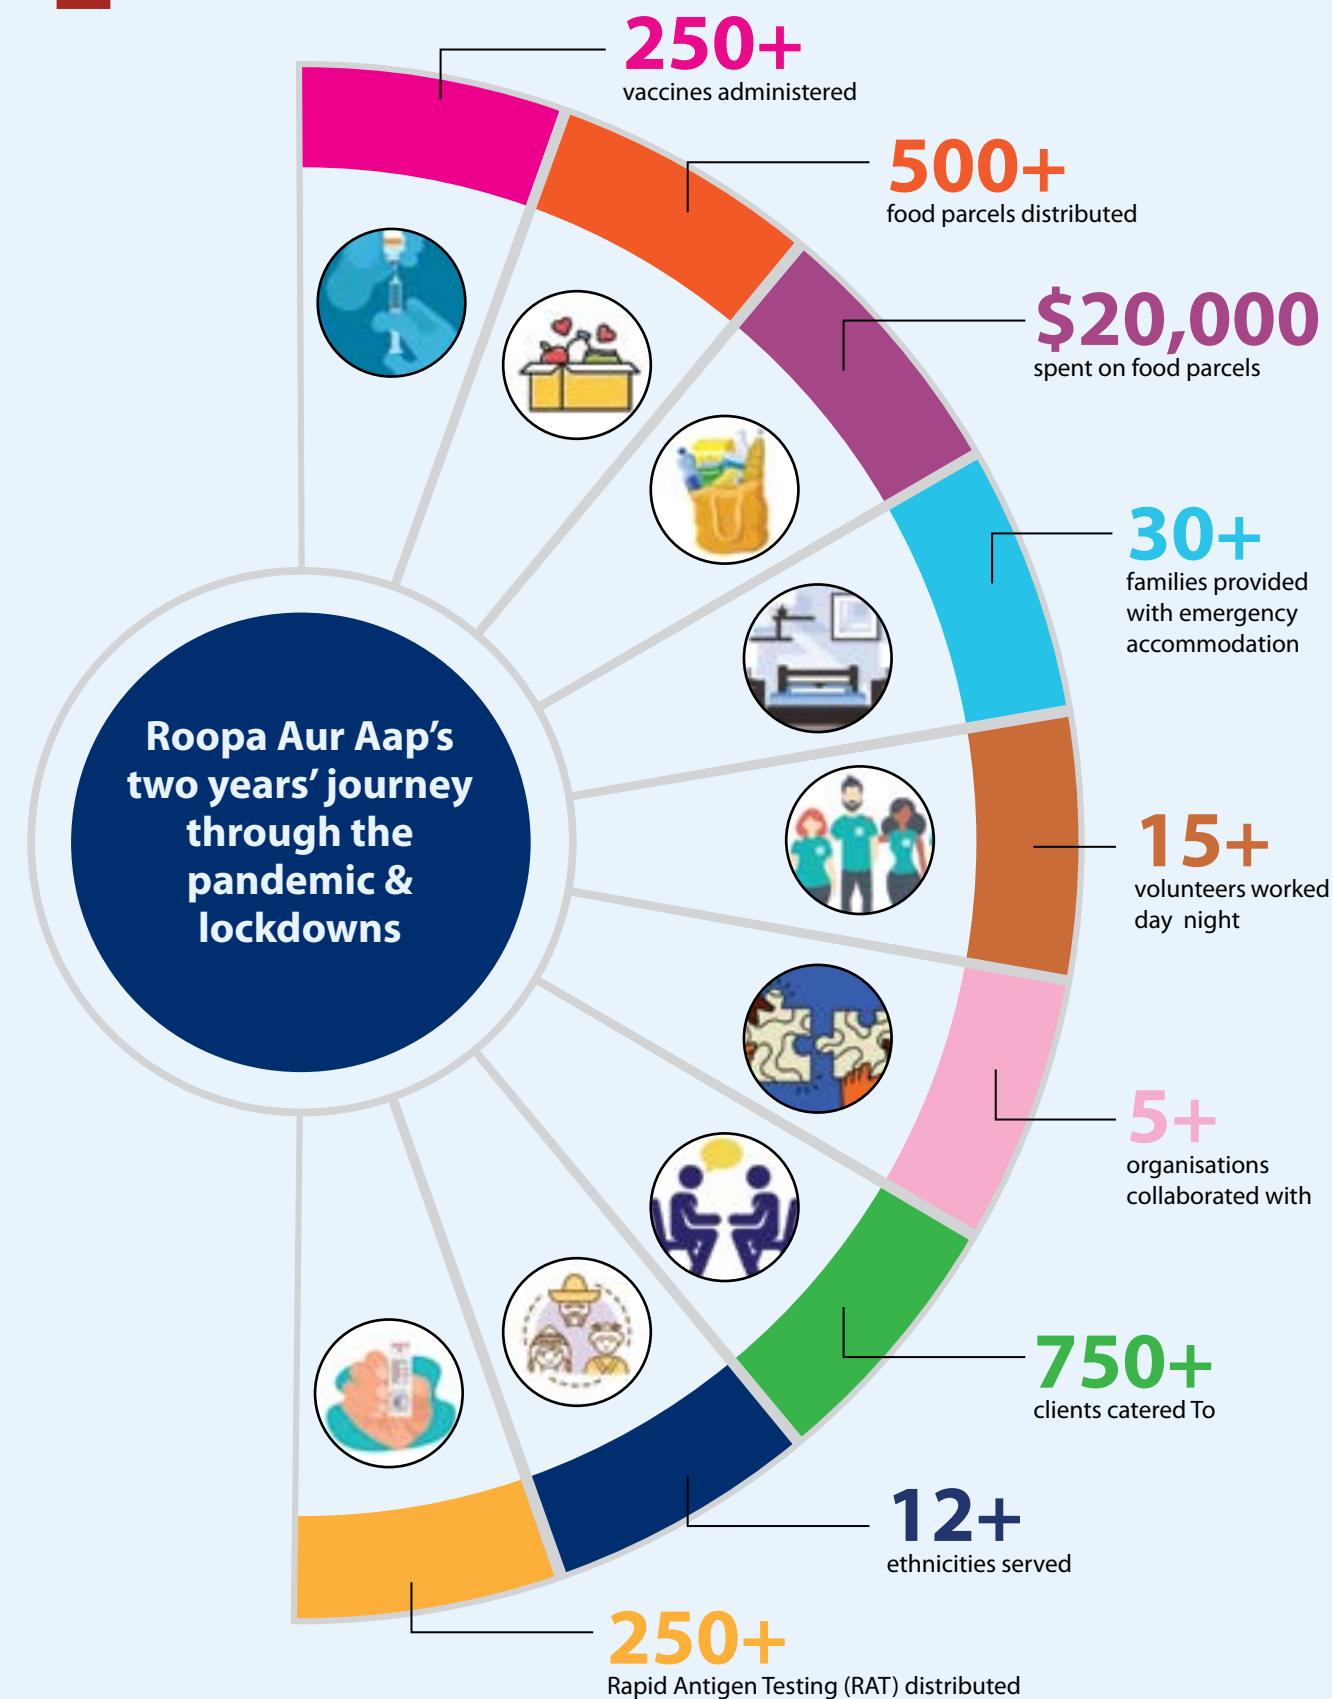 250+
vaccines administered
500+
food parcels distributed
$20,000
spent on food parcels
30+
families provided
with emergency
accommodation
Roopa Aur Aap’s
two years’ journey
through the
pandemic &
lockdowns
15+
volunteers worked
day  night
5+
organisations
collaborated with
750+
clients catered To
12+
ethnicities served
250+
Rapid Antigen Testing (RAT) distributed